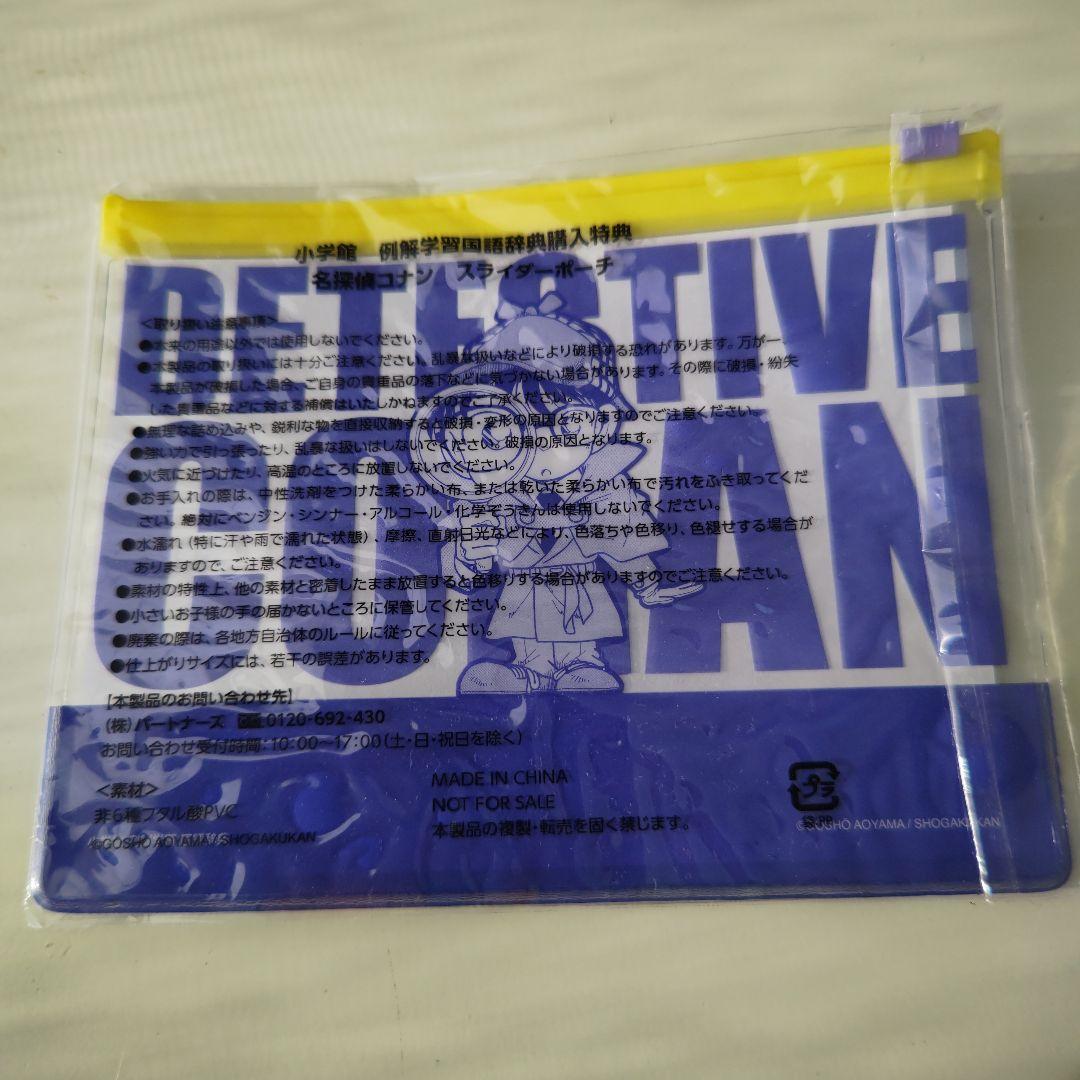 小学館 例解学習国語辞典購入特典
名探偵コナン スライダーポーチ
DETECTIVE
CONAN
<取り扱い注意事項>
●本来の用途以外では使用しないでください。
●本製品の取り扱いには十分ご注意ください。乱暴な扱いなどにより破損する恐れがあります。万が一、
本製品が破損した場合、ご自身の貴重品の落下などに気づかない場合があります。その際に破損・紛失
した貴重品などに対する補償はいたしかねますのでご了承ください。
●無理な詰め込みや、鋭利な物を直接収納すると破損・変形の原因となりますのでご注意ください。
●強い力で引っ張ったり、乱暴な扱いはしないでください。破損の原因となります。
●火気に近づけたり、高温のところに放置しないでください。
●お手入れの際は、中性洗剤をつけた柔らかい布、または乾いた柔らかい布で汚れをふき取ってくだ
さい。絶対にベンジン・シンナー・アルコール・化学ぞうきんは使用しないでください。
●水濡れ(特に汗や雨で濡れた状態)、摩擦、直射日光などにより、色落ちや色移り、色褪せする場合が
ありますので、ご注意ください。
●素材の特性上、他の素材と密着したまま放置すると色移りする場合がありますのでご注意ください。
●小さいお子様の手の届かないところに保管してください。
●廃棄の際は、各地方自治体のルールに従ってください。
●仕上がりサイズには、若干の誤差があります。
【本製品のお問い合わせ先】
(株)パートナーズ 0120-692-430
お問い合わせ受付時間:10:00〜17:00(土・日・祝日を除く)
<素材>
非6種フタル酸PVC
©GOSHO AOYAMA / SHOGAKUKAN
MADE IN CHINA
NOT FOR SALE
本製品の複製・転売を固く禁じます。
プラ
袋:PP
©GOSHO AOYAMA / SHOGAKUKAN